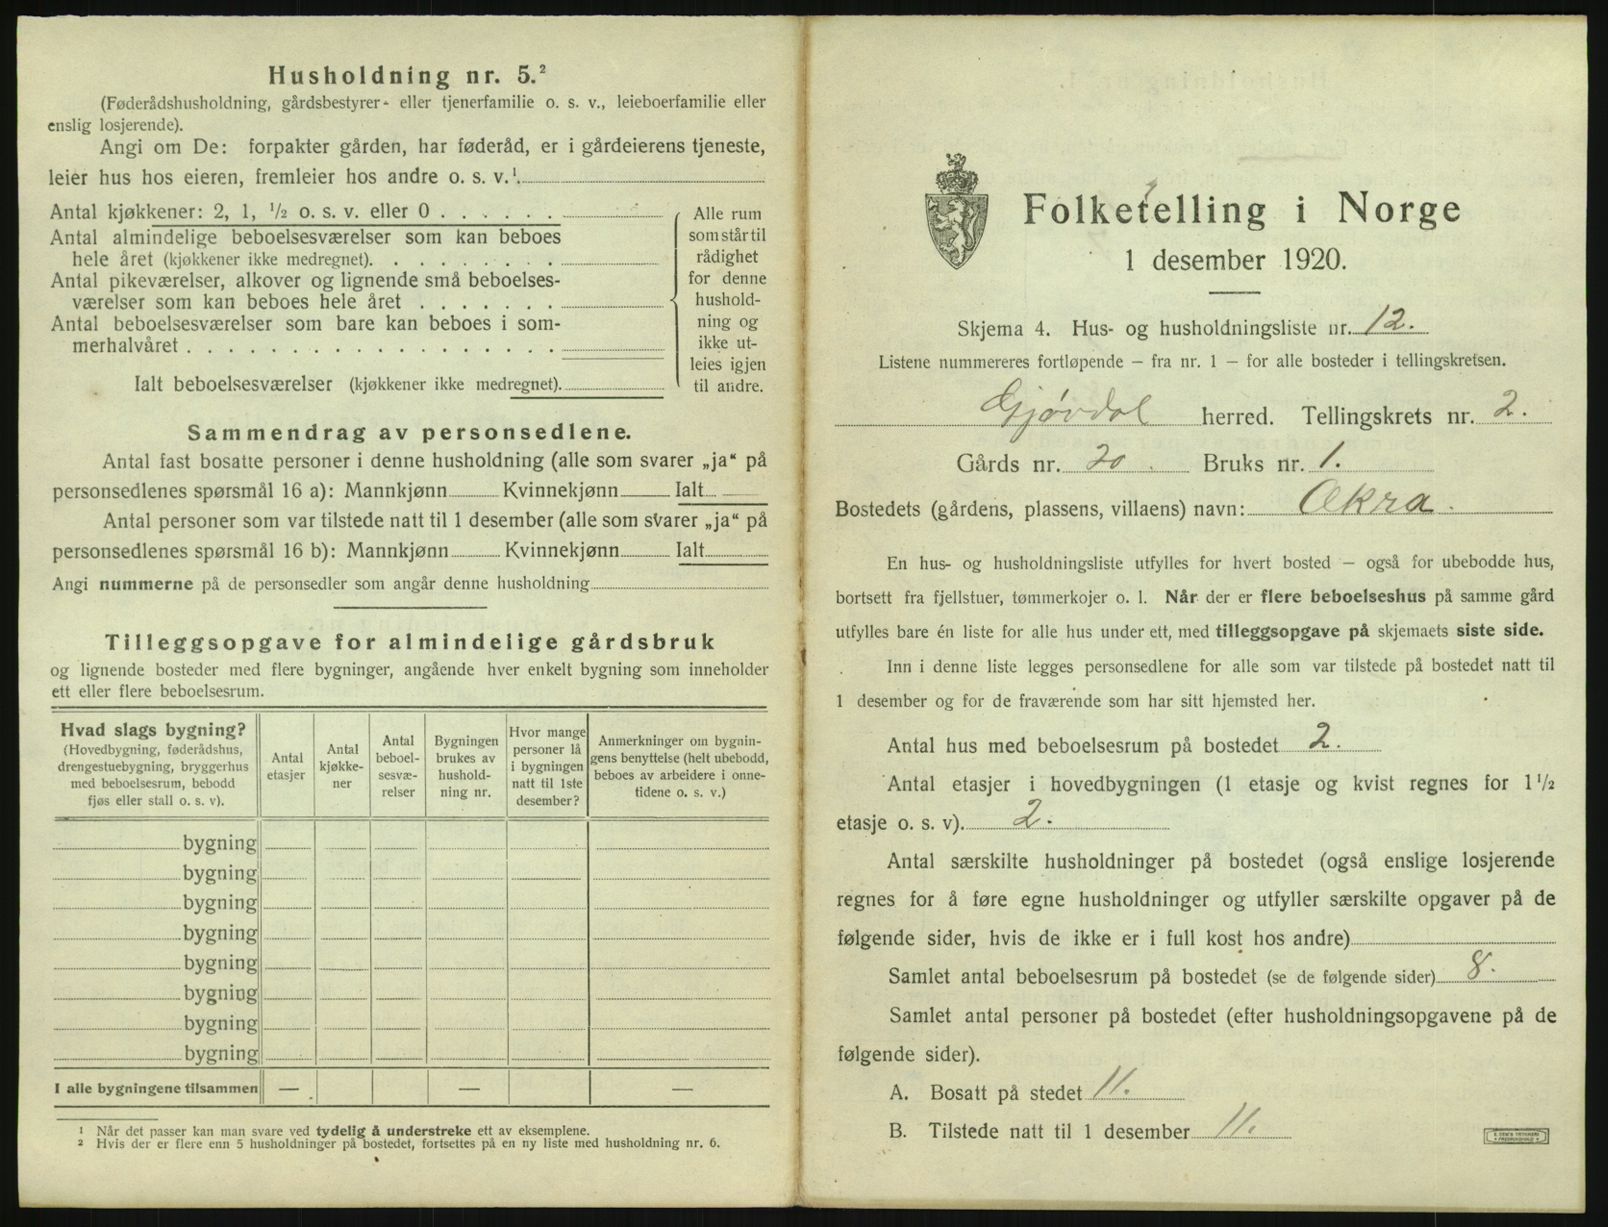 Husholdning nr. 5.²
(Føderådshusholdning, gårdsbestyrer- eller tjenerfamilie o. s. v., leieboerfamilie eller
enslig losjerende).
Angi om De: forpakter gården, har føderåd, er i gårdeierens tjeneste,
leier hus hos eieren, fremleier hos andre o. s. v.¹.
Antal kjøkkener: 2, 1, 1/2 o. s. v. eller 0 . . . . . .
Antal almindelige beboelsesværelser som kan beboes
hele året (kjøkkener ikke medregnet). . . . . . . .
Antal pikeværelser, alkover og lignende små beboelses-
værelser som kan beboes hele året . . . . . . .
Antal beboelsesværelser som bare kan beboes i som-
merhalvåret . . . . . . . . . . . . . . . . . .
Ialt beboelsesværelser (kjøkkener ikke medregnet).
Alle rum
som står til
rådighet
for denne
hushold-
ning og
ikke ut-
leies igjen
til andre.
Sammendrag av personsedlene.
Antal fast bosatte personer i denne husholdning (alle som svarer „ja“ på
personsedlenes spørsmål 16 a): Mannkjønn Kvinnekjønn Ialt
Antal personer som var tilstede natt til 1 desember (alle som svarer „ja“ på
personsedlenes spørsmål 16 b): Mannkjønn Kvinnekjønn Ialt
Angi nummerne på de personsedler som angår denne husholdning
Tilleggsopgave for almindelige gårdsbruk
og lignende bosteder med flere bygninger, angående hver enkelt bygning som inneholder
ett eller flere beboelsesrum.
Hvad slags bygning?
(Hovedbygning, føderådshus,
drengestuebygning, bryggerhus
med beboelsesrum, bebodd
fjøs eller stall o. s. v).
Antal
etasjer
Antal
kjøkke-
ner
Antal
beboel-
sesvæ-
relser
Bygningen
brukes av
hushold-
ning nr.
Hvor mange
personer lå
i bygningen
natt til 1ste
desember?
Anmerkninger om bygnin-
gens benyttelse (helt ubebodd,
beboes av arbeidere i onne-
tidene o. s. v.)
bygning
bygning
bygning
bygning
bygning
bygning
bygning
bygning
I alle bygningene tilsammen — — —
¹ Når det passer kan man svare ved tydelig å understreke ett av eksemplene.
² Hvis der er flere enn 5 husholdninger på bostedet, fortsettes på en ny liste med husholdning nr. 6.
Folketelling i Norge
1 desember 1920.
Skjema 4. Hus- og husholdningsliste nr. 12.
Listene nummereres fortløpende — fra nr. 1 — for alle bosteder i tellingskretsen.
Gjøvdal herred. Tellingskrets nr. 2.
Gårds nr. 20. Bruks nr. 1.
Bostedets (gårdens, plassens, villaens) navn: Økra.
En hus- og husholdningsliste utfylles for hvert bosted — også for ubebodde hus,
bortsett fra fjellstuer, tømmerkojer o. l. Når der er flere beboelseshus på samme gård
utfylles bare én liste for alle hus under ett, med tilleggsopgave på skjemaets siste side.
Inn i denne liste legges personsedlene for alle som var tilstede på bostedet natt til
1 desember og for de fraværende som har sitt hjemsted her.
Antal hus med beboelsesrum på bostedet 2.
Antal etasjer i hovedbygningen (1 etasje og kvist regnes for 1 1/2
etasje o. s. v). 2.
Antal særskilte husholdninger på bostedet (også enslige losjerende
regnes for å føre egne husholdninger og utfyller særskilte opgaver på de
følgende sider, hvis de ikke er i full kost hos andre)
Samlet antal beboelsesrum på bostedet (se de følgende sider) 8.
Samlet antal personer på bostedet (efter husholdningsopgavene på de
følgende sider).
A. Bosatt på stedet 11.
B. Tilstede natt til 1 desember 11.